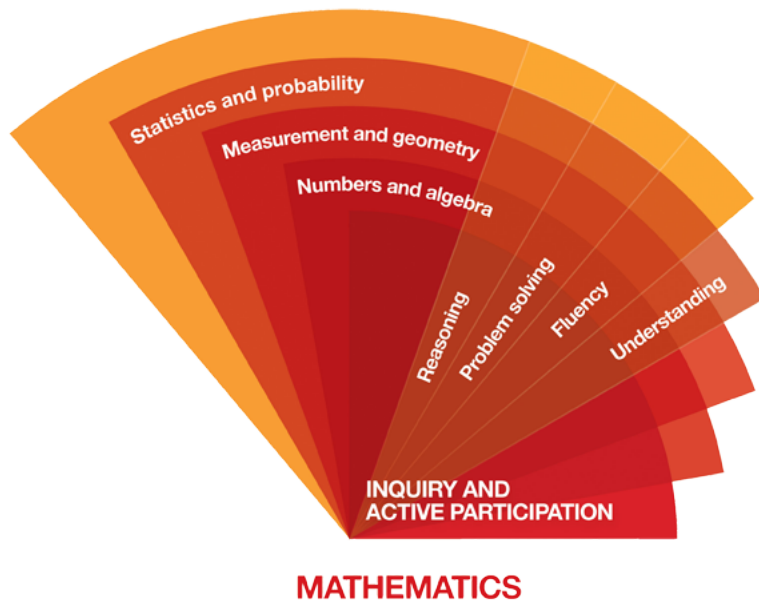 Statistics and probability
Measurement and geometry
Numbers and algebra
Reasoning
Problem solving
Fluency
Understanding
INQUIRY AND
ACTIVE PARTICIPATION
MATHEMATICS